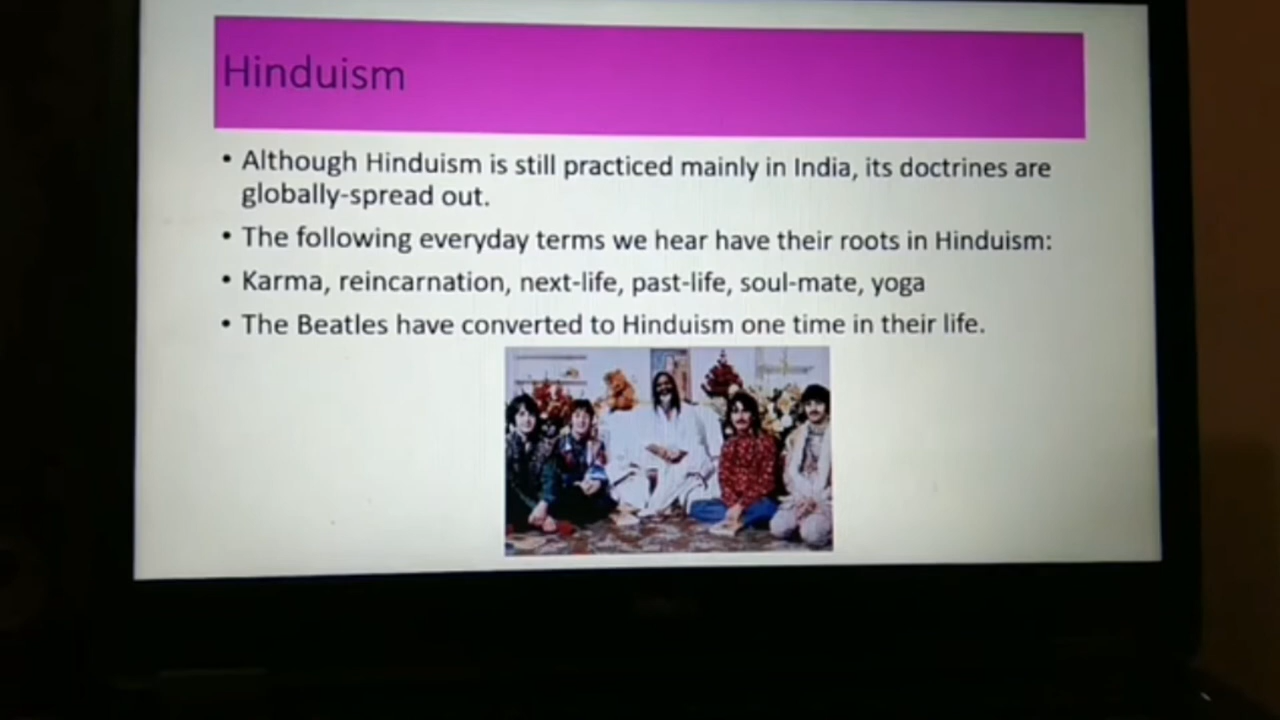 Hinduism
• Although Hinduism is still practiced mainly in India, its doctrines are
globally-spread out.
• The following everyday terms we hear have their roots in Hinduism:
• Karma, reincarnation, next-life, past-life, soul-mate, yoga
• The Beatles have converted to Hinduism one time in their life.